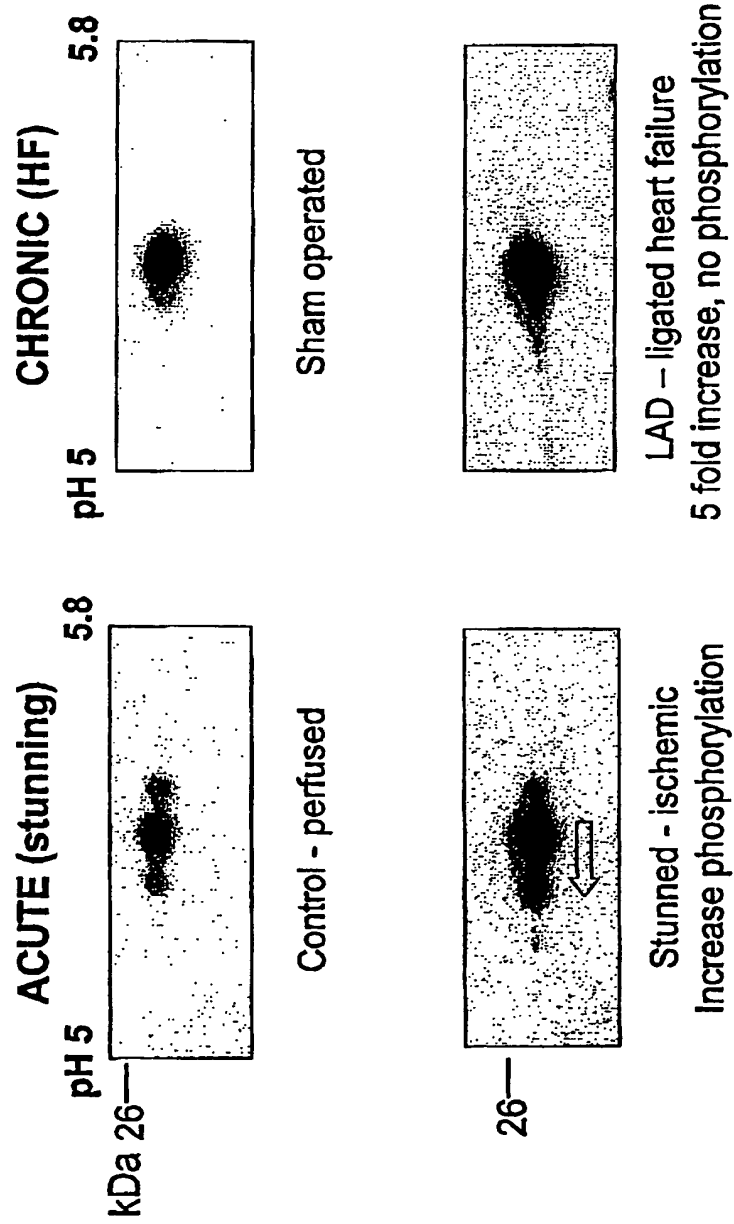 ACUTE (stunning)
pH 5
5.8
kDa 26
Control - perfused
26
Stunned - ischemic
Increase phosphorylation
CHRONIC (HF)
pH 5
5.8
Sham operated
LAD – ligated heart failure
5 fold increase, no phosphorylation